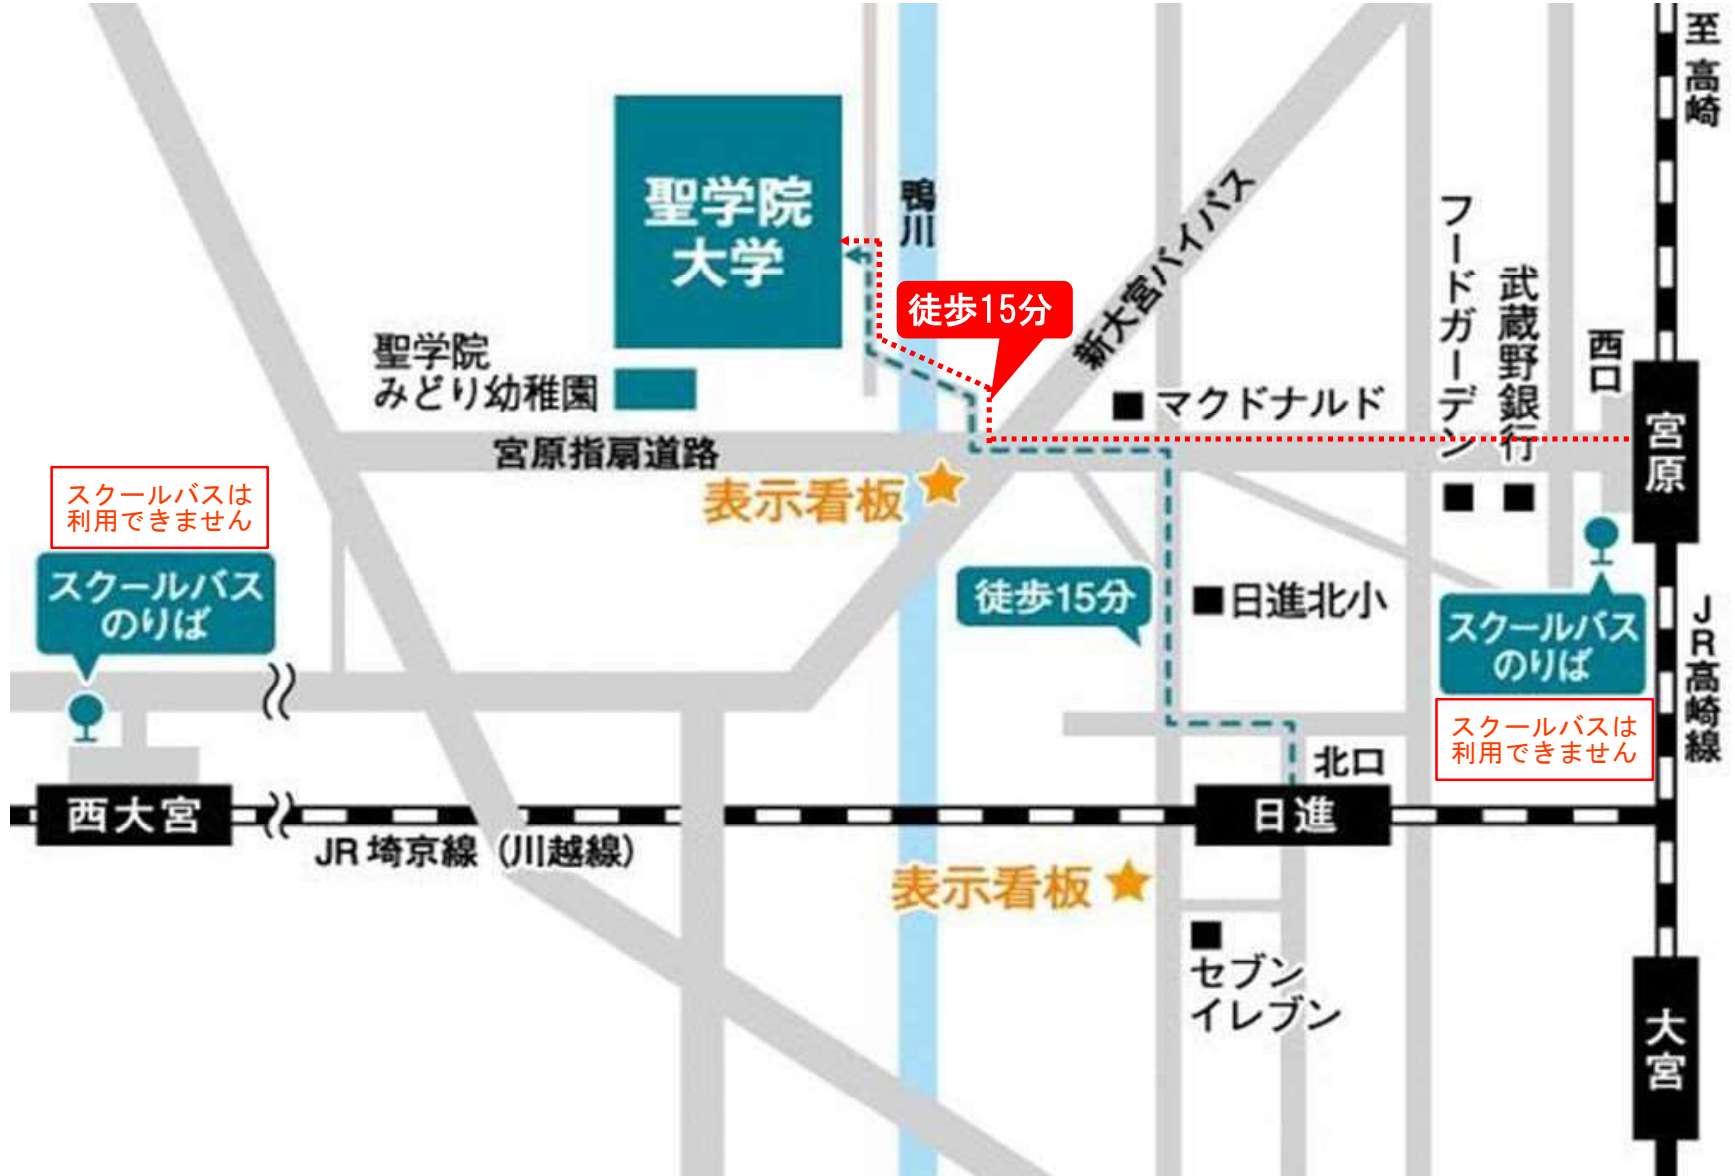 至高崎
聖学院
大学
鴨川
新大宮バイパス
フードガーデン
武蔵野銀行
西口
徒歩15分
聖学院
みどり幼稚園
マクドナルド
宮原
宮原指扇道路
表示看板
スクールバスは
利用できません
スクールバス
のりば
徒歩15分
日進北小
スクールバス
のりば
スクールバスは
利用できません
JR高崎線
北口
西大宮
日進
JR埼京線（川越線）
表示看板
セブン
イレブン
大宮